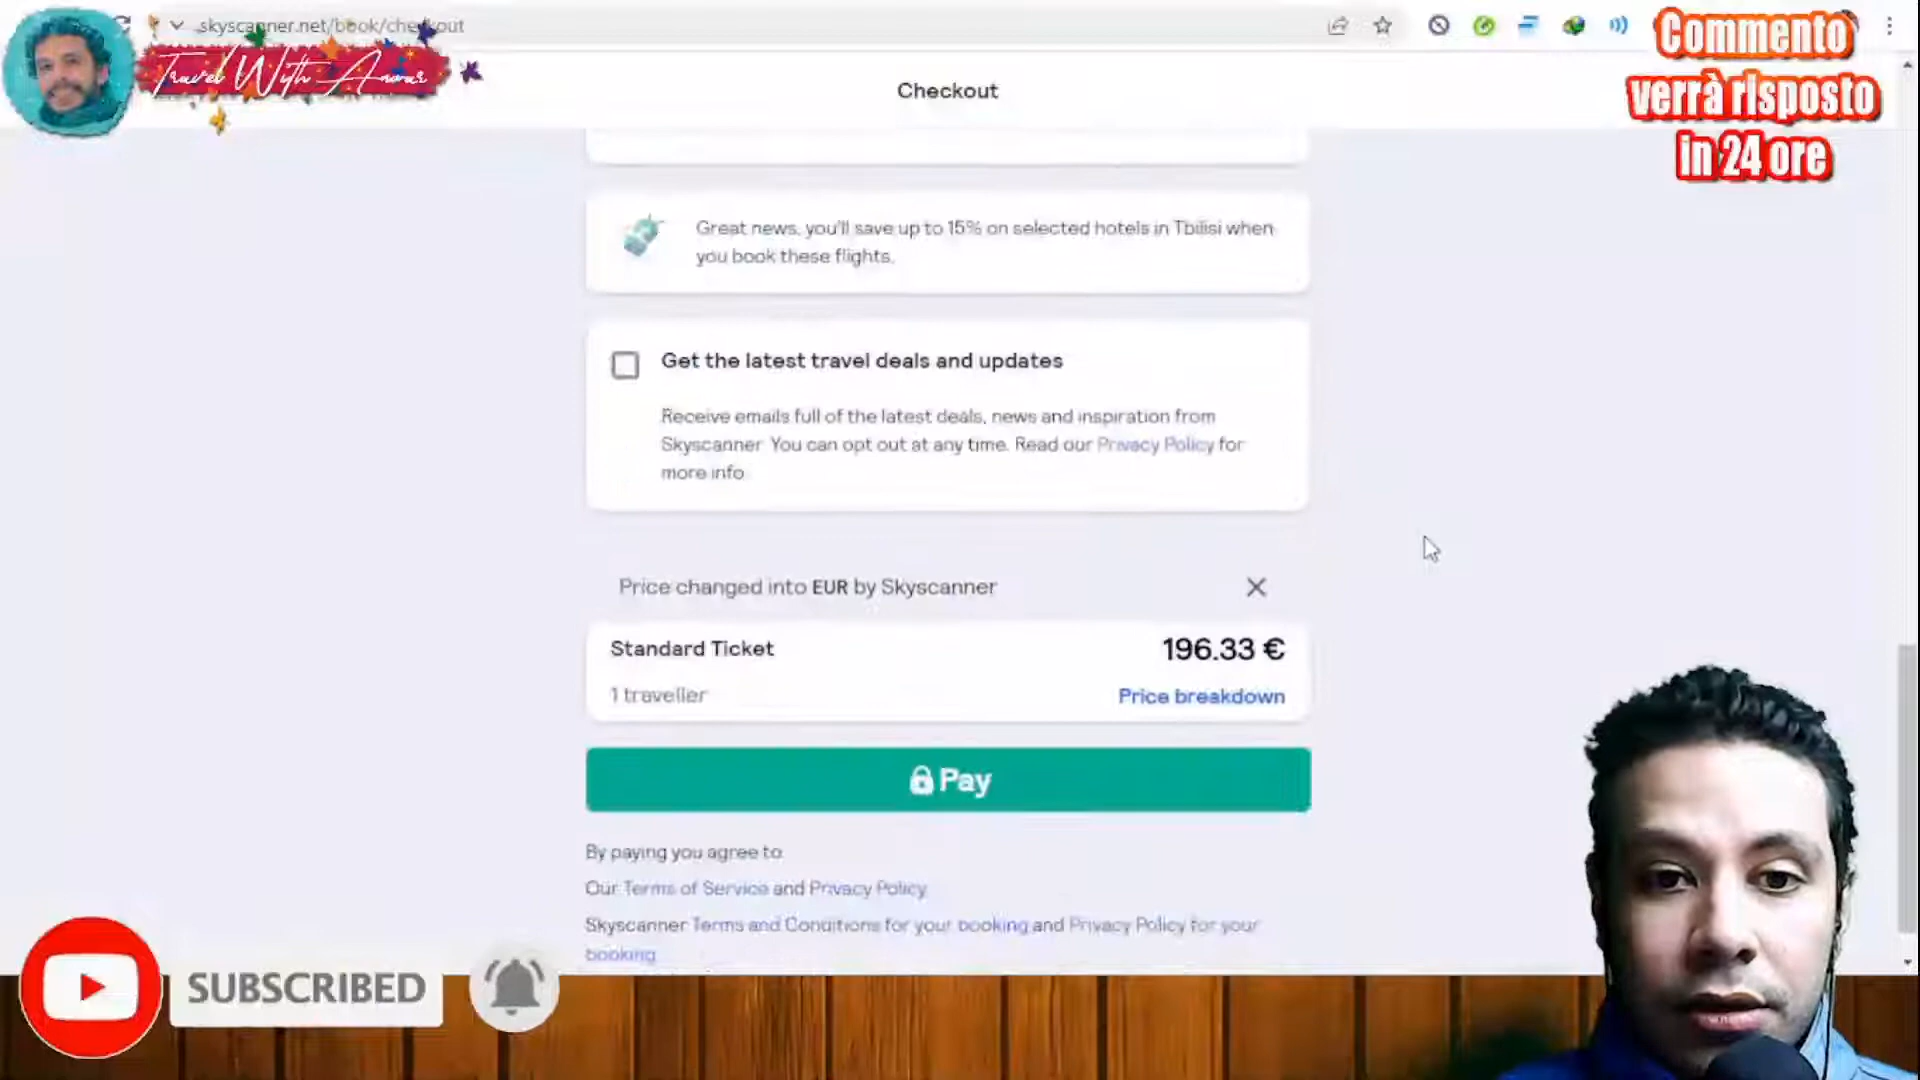 skyscanner.net/book/checkout
Travel With Anouar
Commento
verrà risposto
in 24 ore
Checkout
Great news, you'll save up to 15% on selected hotels in Tbilisi when
you book these flights.
Get the latest travel deals and updates
Receive emails full of the latest deals, news and inspiration from
Skyscanner. You can opt out at any time. Read our Privacy Policy for
more info.
Price changed into EUR by Skyscanner
Standard Ticket 196.33 €
1 traveller Price breakdown
Pay
By paying you agree to
Our Terms of Service and Privacy Policy.
Skyscanner Terms and Conditions for your booking and Privacy Policy for your
booking
SUBSCRIBED